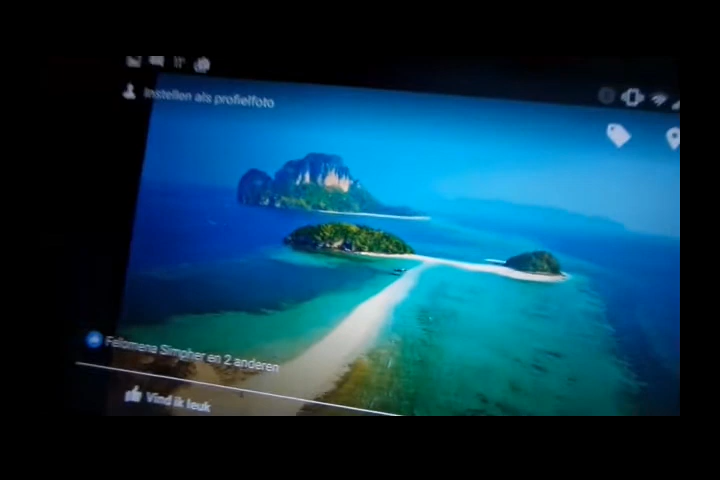 Instellen als profielfoto
Felomena Simpher en 2 anderen
Vind ik leuk